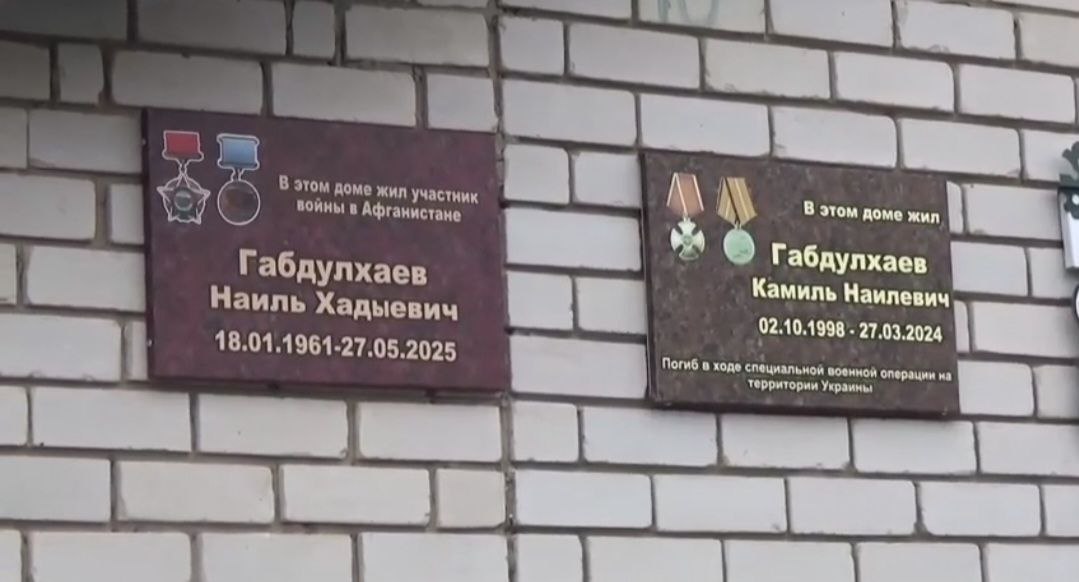 В этом доме жил участник
войны в Афганистане
Габдулхаев
Наиль Хадыевич
18.01.1961-27.05.2025
В этом доме жил
Габдулхаев
Камиль Наилевич
02.10.1998 - 27.03.2024
Погиб в ходе специальной военной операции на
территории Украины